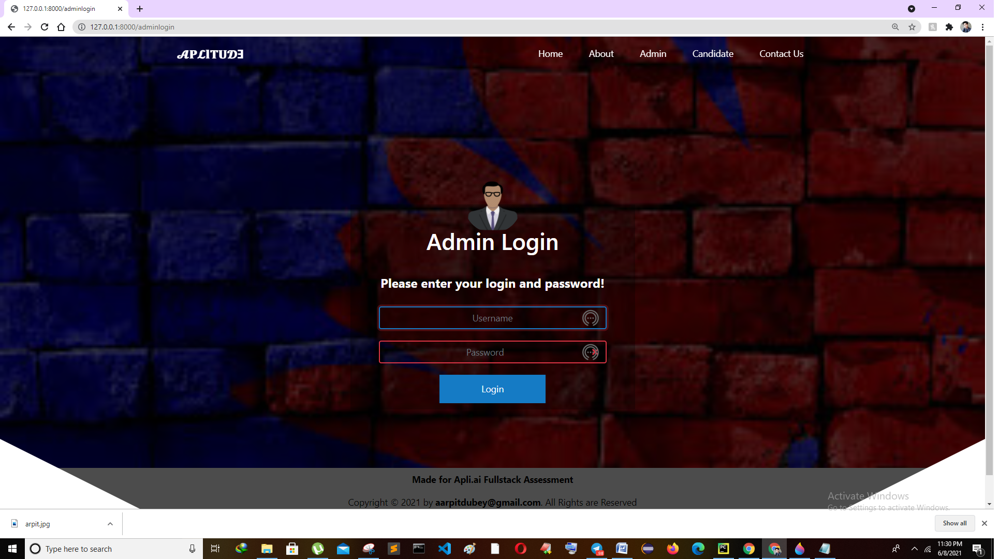 127.0.0.1:8000/adminlogin
127.0.0.1:8000/adminlogin
APLITUDE
Home
About
Admin
Candidate
Contact Us
Admin Login
Please enter your login and password!
Username
Password
Login
Made for Apli.ai Fullstack Assessment
Copyright © 2021 by aarpitdubey@gmail.com. All Rights are Reserved
Activate Windows
Go to Settings to activate Windows.
arpit.jpg
Show all
Type here to search
.98
PC
11:30 PM
6/8/2021
1